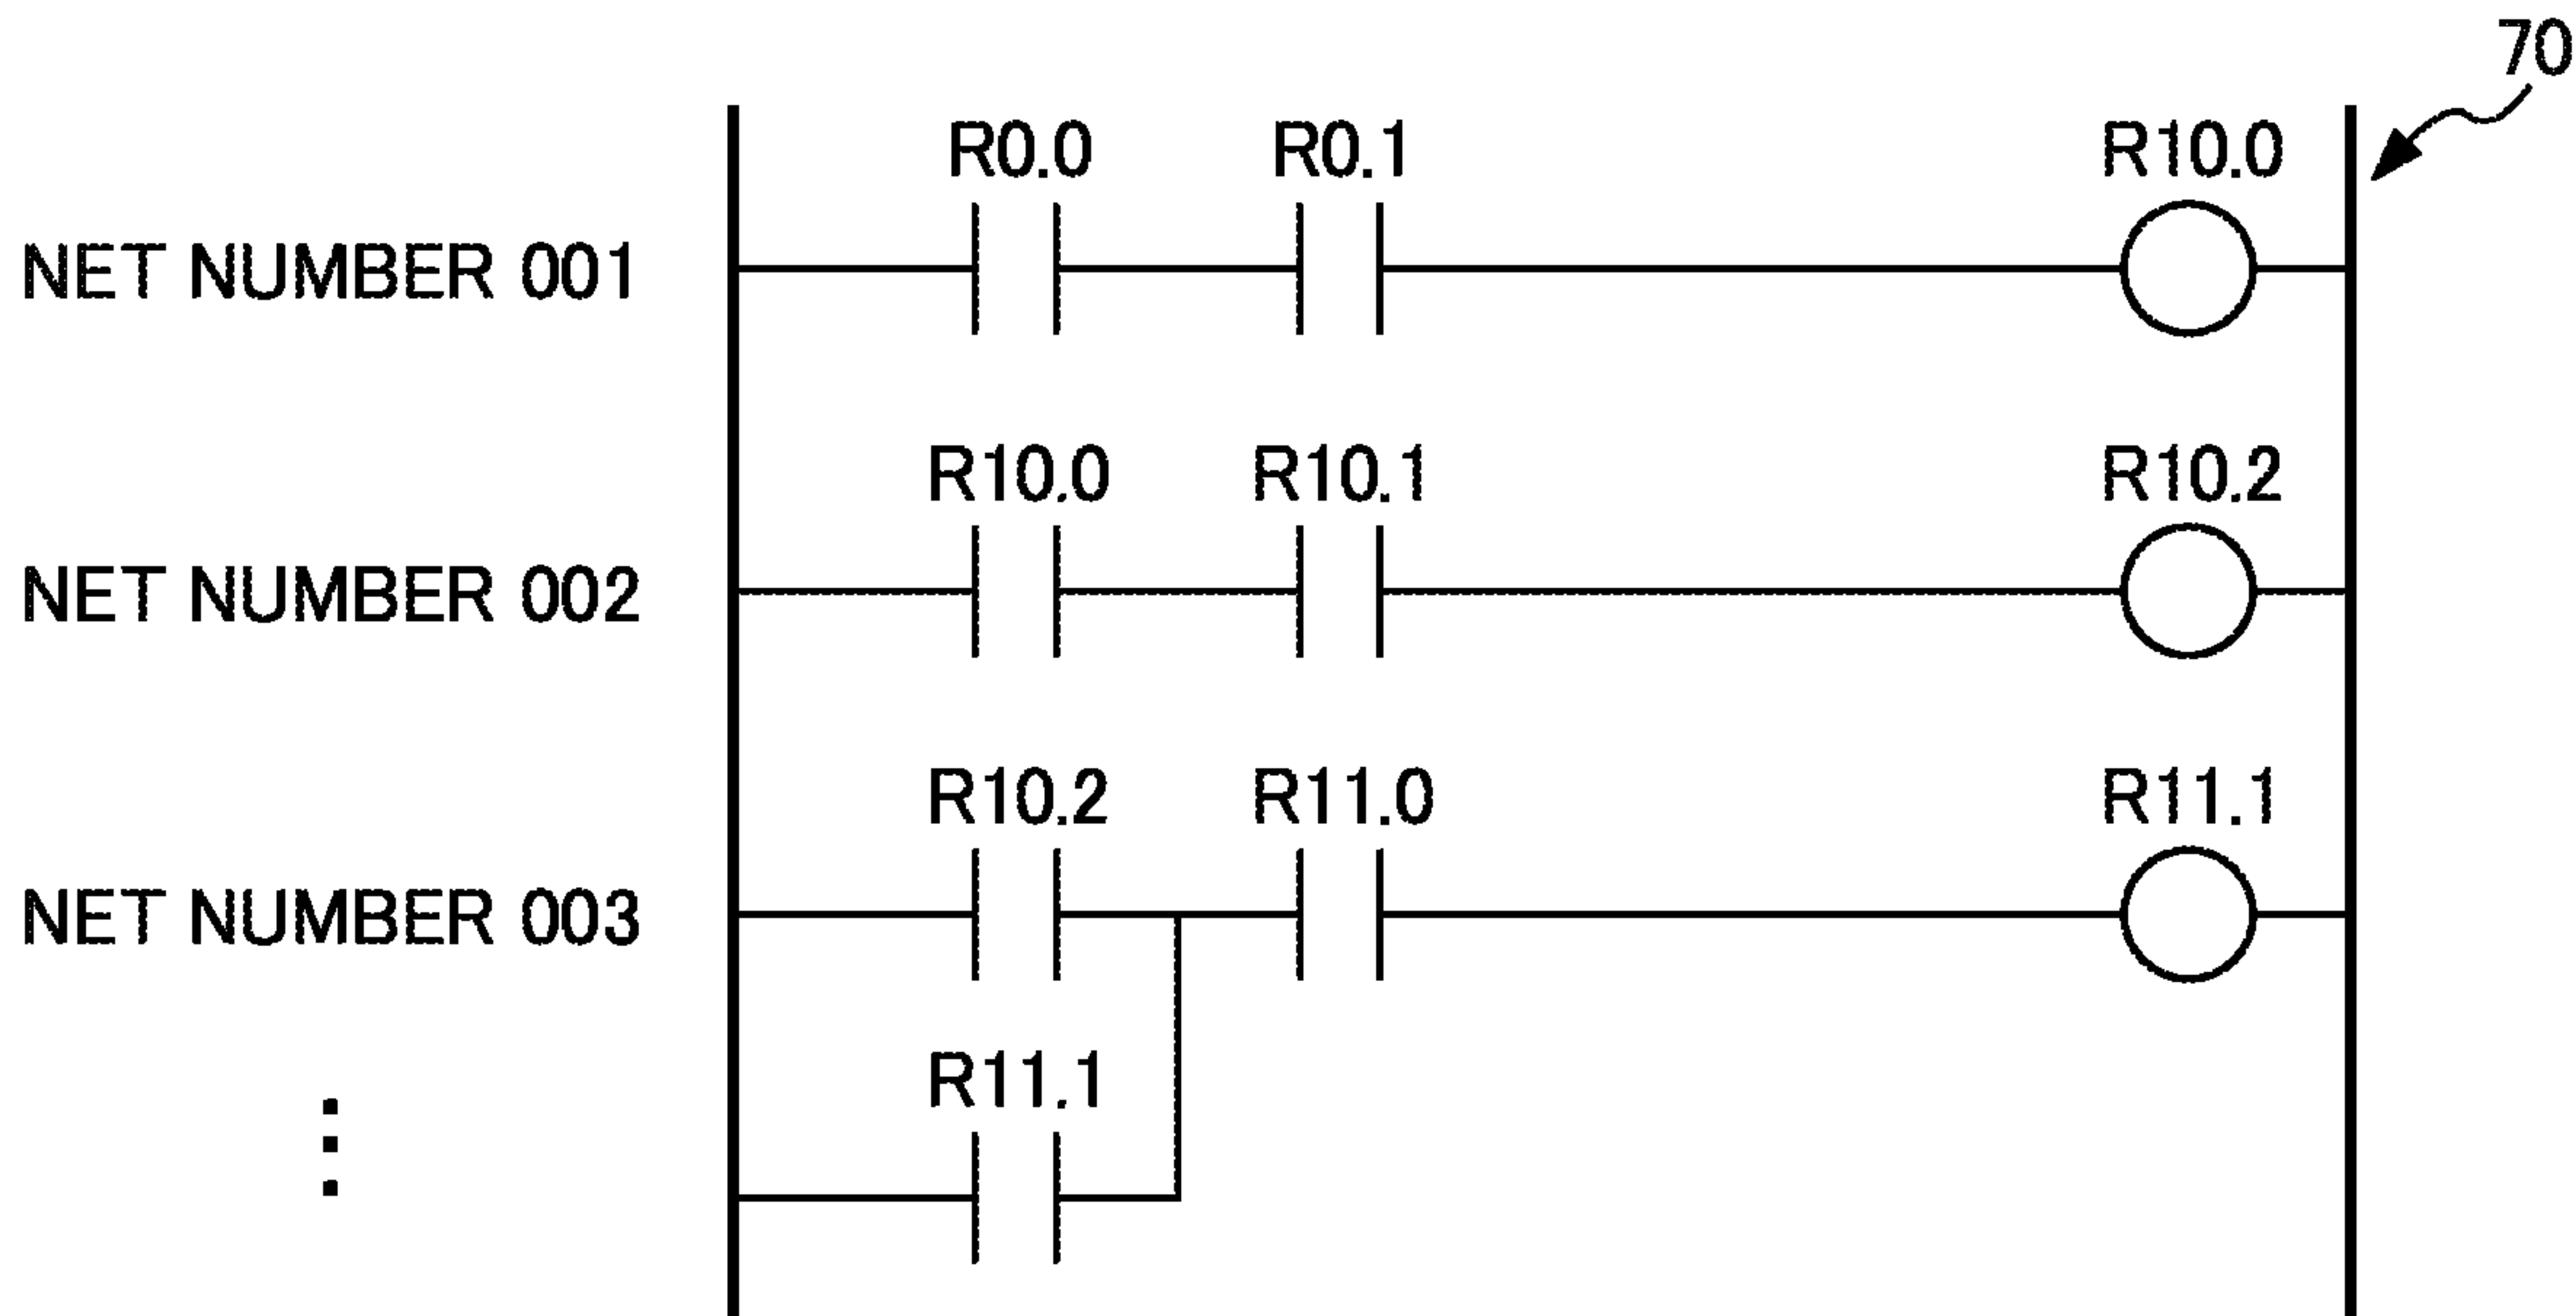 70
R0.0 R0.1 R10.0
NET NUMBER 001
R10.0 R10.1 R10.2
NET NUMBER 002
R10.2 R11.0 R11.1
NET NUMBER 003
R11.1